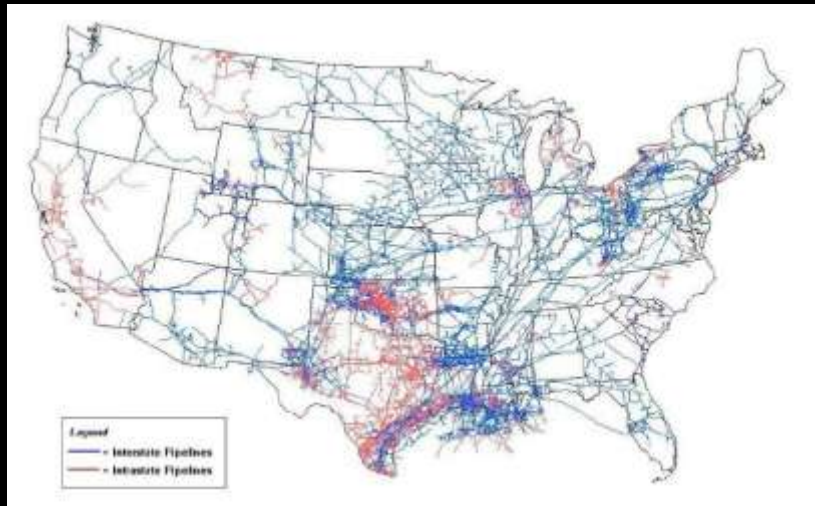 Legend
= Interstate Pipelines
= Intrastate Pipelines